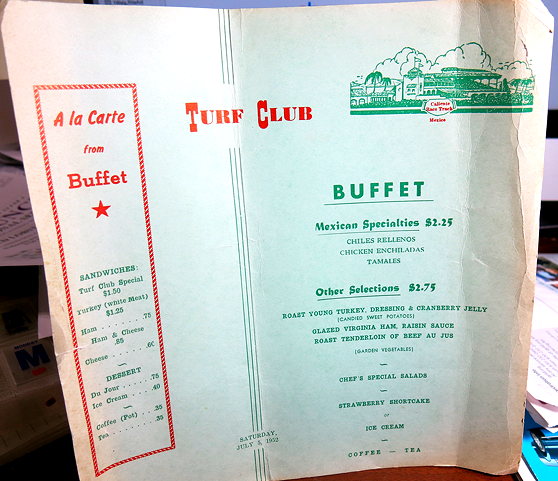 A la Carte
from
Buffet
SANDWICHES:
Turf Club Special
$1.50
Turkey (white Meat)
$1.25
Ham . . . . . . . .75
Ham & Cheese
.85
Cheese . . . . . .60
DESSERT
Du Jour . . . . . .75
Ice Cream . . . . .40
Coffee (Pot) . . .35
Tea . . . . . . . .35
TURF CLUB
SATURDAY,
JULY 5, 1952
Caliente
Race Track
Mexico
BUFFET
Mexican Specialties $2.25
CHILES RELLENOS
CHICKEN ENCHILADAS
TAMALES
Other Selections $2.75
ROAST YOUNG TURKEY, DRESSING & CRANBERRY JELLY
(CANDIED SWEET POTATOES)
GLAZED VIRGINIA HAM, RAISIN SAUCE
ROAST TENDERLOIN OF BEEF AU JUS
(GARDEN VEGETABLES)
CHEF'S SPECIAL SALADS
STRAWBERRY SHORTCAKE
or
ICE CREAM
COFFEE - TEA